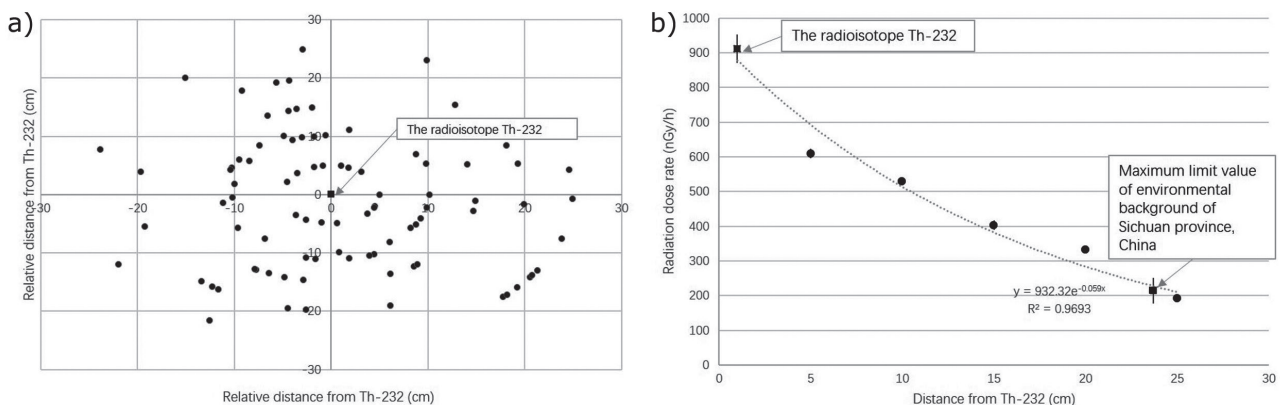 a)
30
20
10
0
-10
-20
-30
-30
-20
-10
0
10
20
30
Relative distance from Th-232 (cm)
Relative distance from Th-232 (cm)
The radioisotope Th-232
b)
1000
900
800
700
600
500
400
300
200
100
0
5
10
15
20
25
30
Radiation dose rate (nGy/h)
Distance from Th-232 (cm)
The radioisotope Th-232
Maximum limit value
of environmental
background of
Sichuan province,
China
y = 932.32e^-0.059x
R² = 0.9693